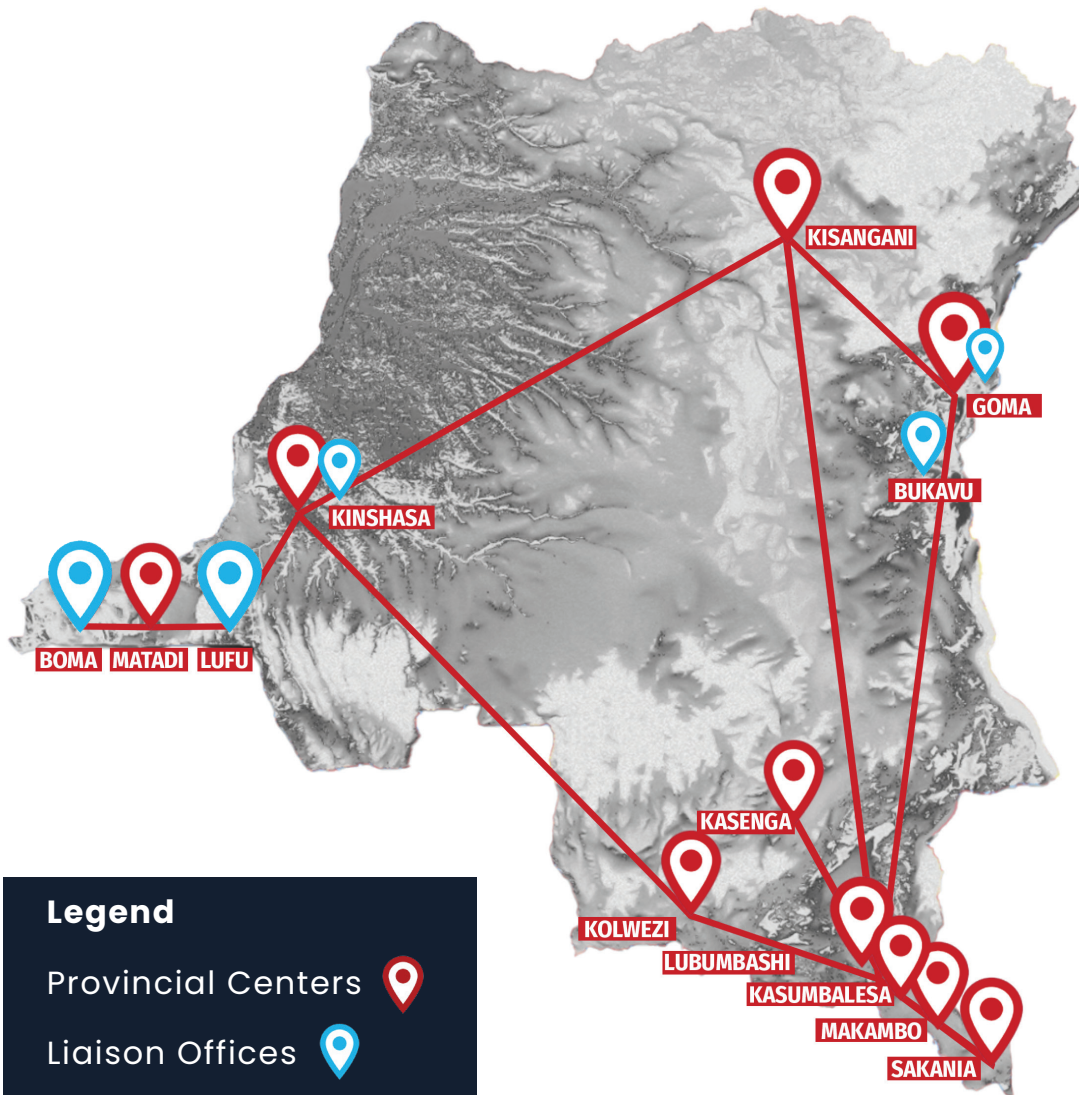 KISANGANI
GOMA
BUKAVU
KINSHASA
BOMA
MATADI
LUFU
KASENGA
KOLWEZI
LUBUMBASHI
KASUMBALESA
MAKAMBO
SAKANIA
Legend
Provincial Centers
Liaison Offices